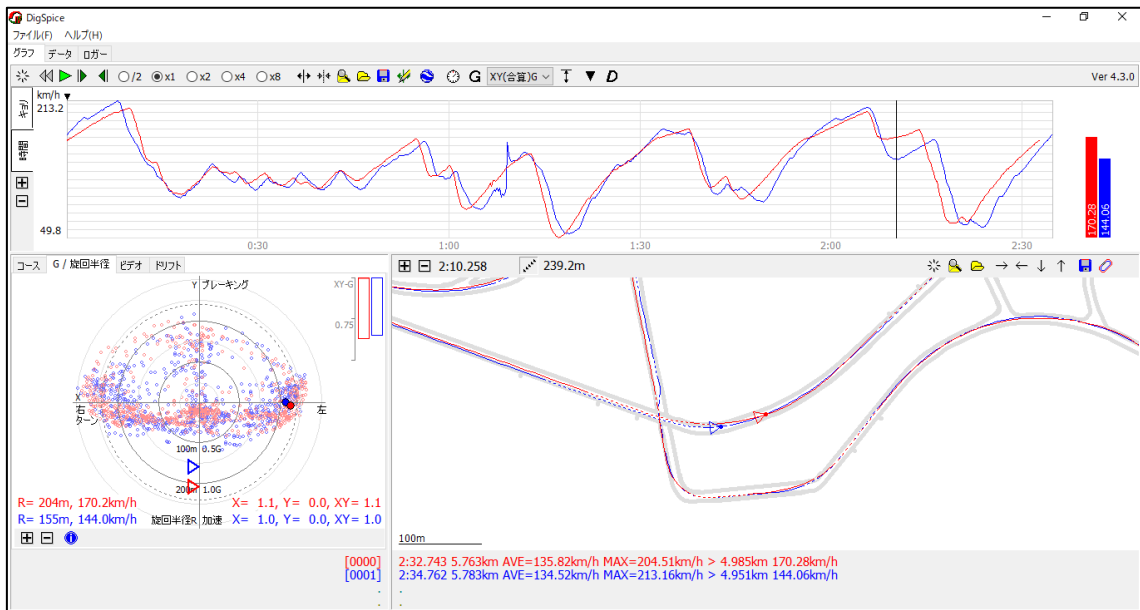 DigSpice
ファイル(F) ヘルプ(H)
グラフ データ ロガー
/2 x1 x2 x4 x8 G XY(合算)G D Ver 4.3.0
km/h
213.2
キョリ
時間
49.8
0:30 1:00 1:30 2:00 2:30
170.28 144.06
コース G / 旋回半径 ビデオ ドリフト
Y ブレーキング
XY-G
0.75
X
右 左
ターン
100m 0.5G
200m 1.0G
R= 204m, 170.2km/h X= 1.1, Y= 0.0, XY= 1.1
R= 155m, 144.0km/h 旋回半径R 加速 X= 1.0, Y= 0.0, XY= 1.0
2:10.258 239.2m
100m
[0000] 2:32.743 5.763km AVE=135.82km/h MAX=204.51km/h > 4.985km 170.28km/h
[0001] 2:34.762 5.783km AVE=134.52km/h MAX=213.16km/h > 4.951km 144.06km/h